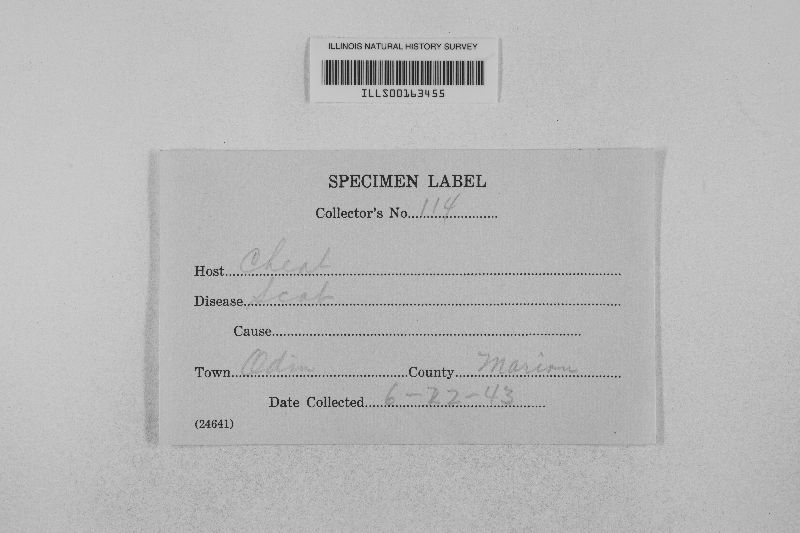 ILLINOIS NATURAL HISTORY SURVEY
ILLS00163455
SPECIMEN LABEL
Collector's No. 114
Host Cheat
Disease Scab
Cause
Town Odin County Marion
Date Collected 6-22-43
(24641)